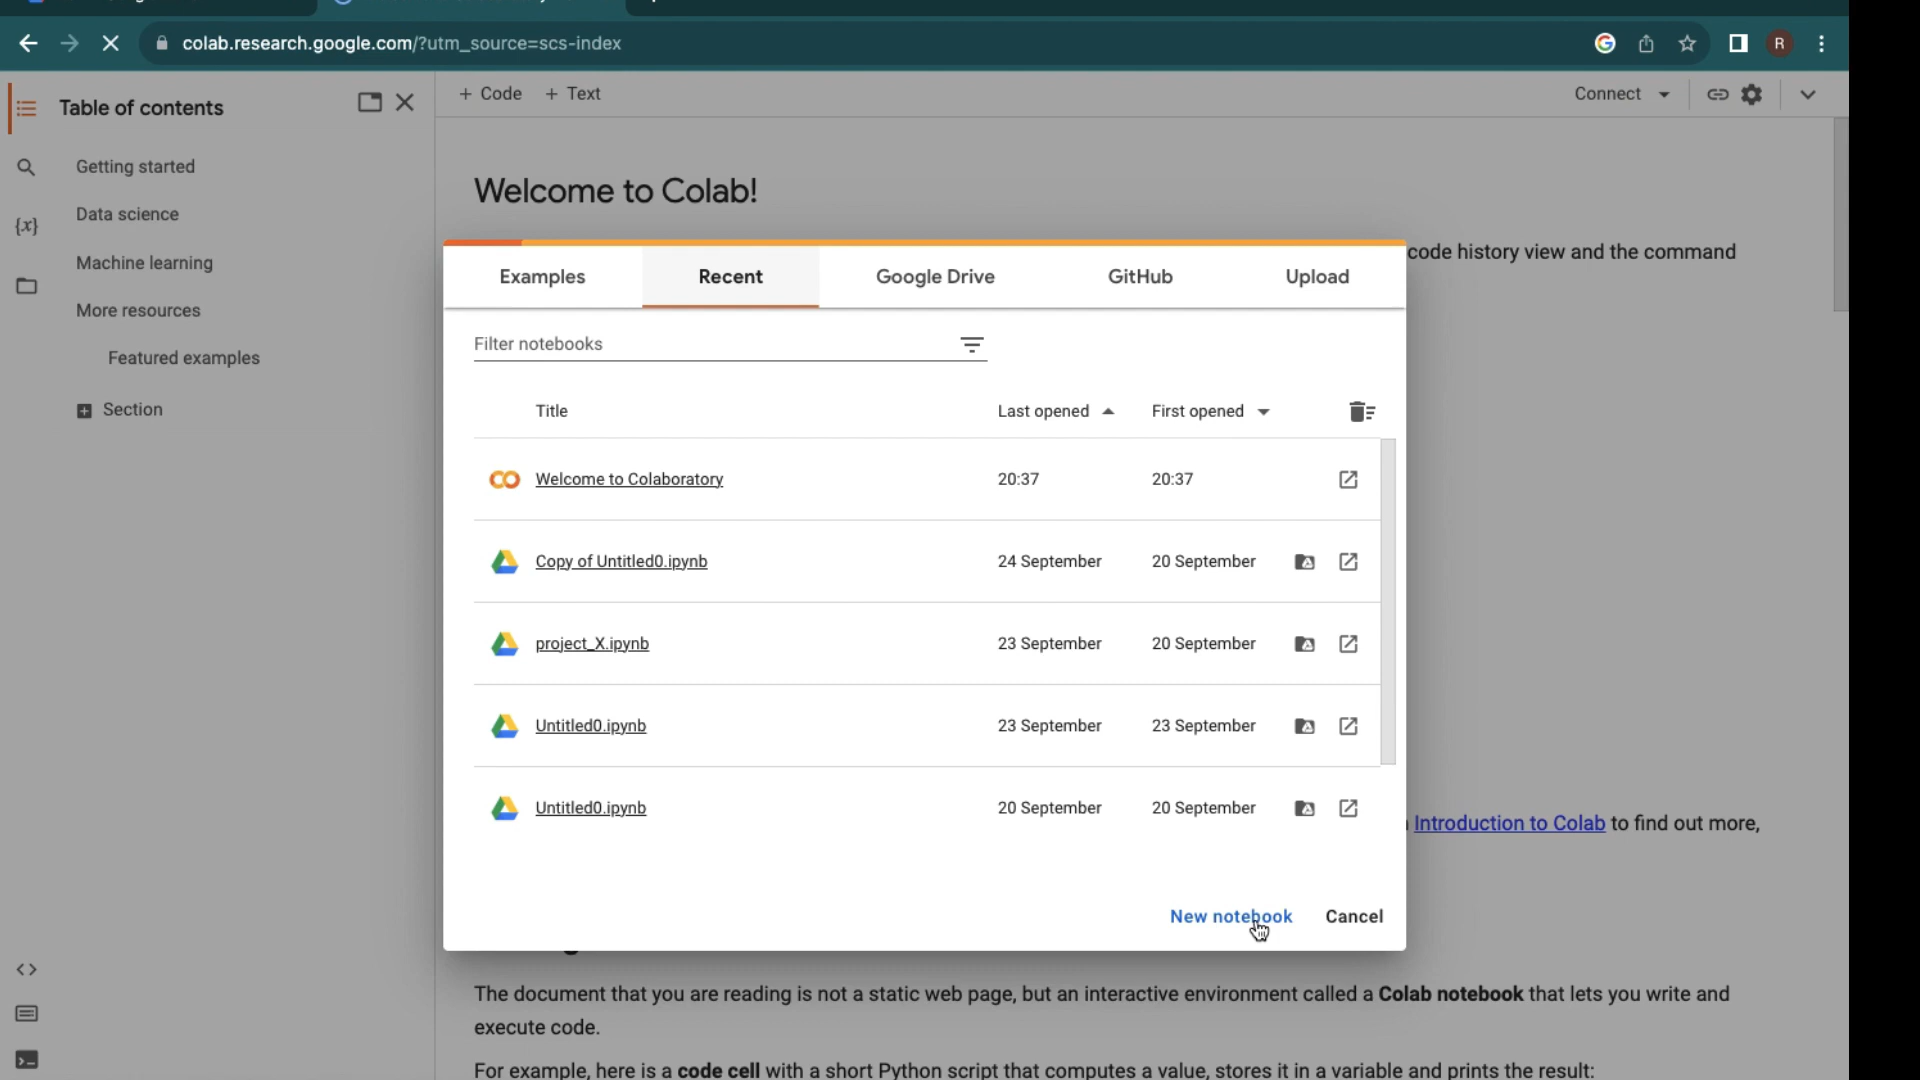 colab.research.google.com/?utm_source=scs-index
R
Table of contents
+ Code + Text
Connect
Getting started
Data science
{x}
Machine learning
More resources
Featured examples
Section
Welcome to Colab!
code history view and the command
Examples Recent Google Drive GitHub Upload
Filter notebooks
Title Last opened First opened
Welcome to Colaboratory 20:37 20:37
Copy of Untitled0.ipynb 24 September 20 September
project_X.ipynb 23 September 20 September
Untitled0.ipynb 23 September 23 September
Untitled0.ipynb 20 September 20 September
Introduction to Colab to find out more,
New notebook Cancel
The document that you are reading is not a static web page, but an interactive environment called a Colab notebook that lets you write and
execute code.
For example, here is a code cell with a short Python script that computes a value, stores it in a variable and prints the result: